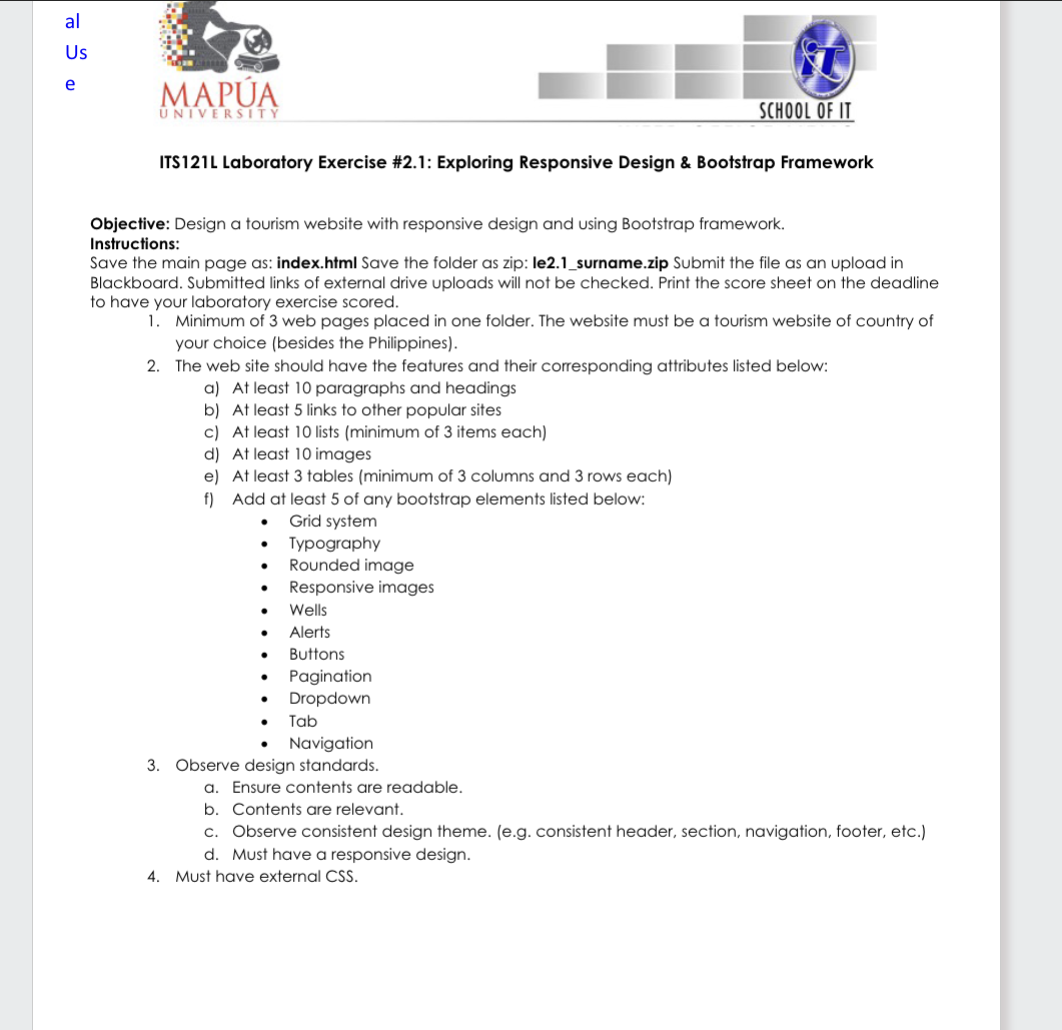 al
Us
e
MAPÚA
UNIVERSITY
iT
SCHOOL OF IT
ITS121L Laboratory Exercise #2.1: Exploring Responsive Design & Bootstrap Framework
Objective: Design a tourism website with responsive design and using Bootstrap framework.
Instructions:
Save the main page as: index.html Save the folder as zip: le2.1_surname.zip Submit the file as an upload in
Blackboard. Submitted links of external drive uploads will not be checked. Print the score sheet on the deadline
to have your laboratory exercise scored.
1. Minimum of 3 web pages placed in one folder. The website must be a tourism website of country of
your choice (besides the Philippines).
2. The web site should have the features and their corresponding attributes listed below:
a) At least 10 paragraphs and headings
b) At least 5 links to other popular sites
c) At least 10 lists (minimum of 3 items each)
d) At least 10 images
e) At least 3 tables (minimum of 3 columns and 3 rows each)
f) Add at least 5 of any bootstrap elements listed below:
• Grid system
• Typography
• Rounded image
• Responsive images
• Wells
• Alerts
• Buttons
• Pagination
• Dropdown
• Tab
• Navigation
3. Observe design standards.
a. Ensure contents are readable.
b. Contents are relevant.
c. Observe consistent design theme. (e.g. consistent header, section, navigation, footer, etc.)
d. Must have a responsive design.
4. Must have external CSS.